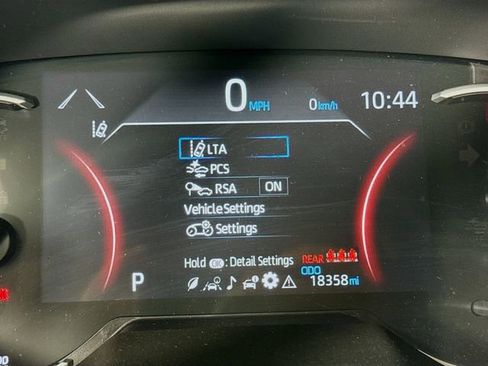 0 MPH 0 km/h 10:44
LTA
PCS
RSA ON
Vehicle Settings
Settings
Hold OK : Detail Settings REAR
ODO
P 18358 mi